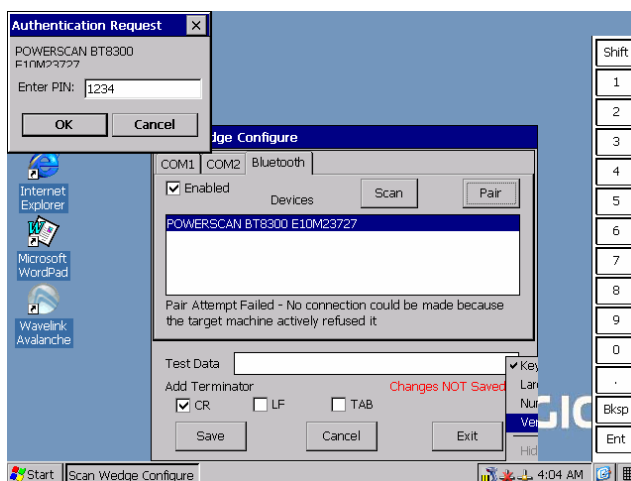 Authentication Request
POWERSCAN BT8300
E10M23727
Enter PIN: 1234
OK Cancel
Configure
COM1 COM2 Bluetooth
Enabled
Devices
Scan
Pair
POWERSCAN BT8300 E10M23727
Pair Attempt Failed - No connection could be made because
the target machine actively refused it
Test Data
Add Terminator
Changes NOT Saved
CR LF TAB
Save Cancel Exit
Internet
Explorer
Microsoft
WordPad
Wavelink
Avalanche
Shift
1
2
3
4
5
6
7
8
9
0
.
Bksp
Ent
Start Scan Wedge Configure 4:04 AM